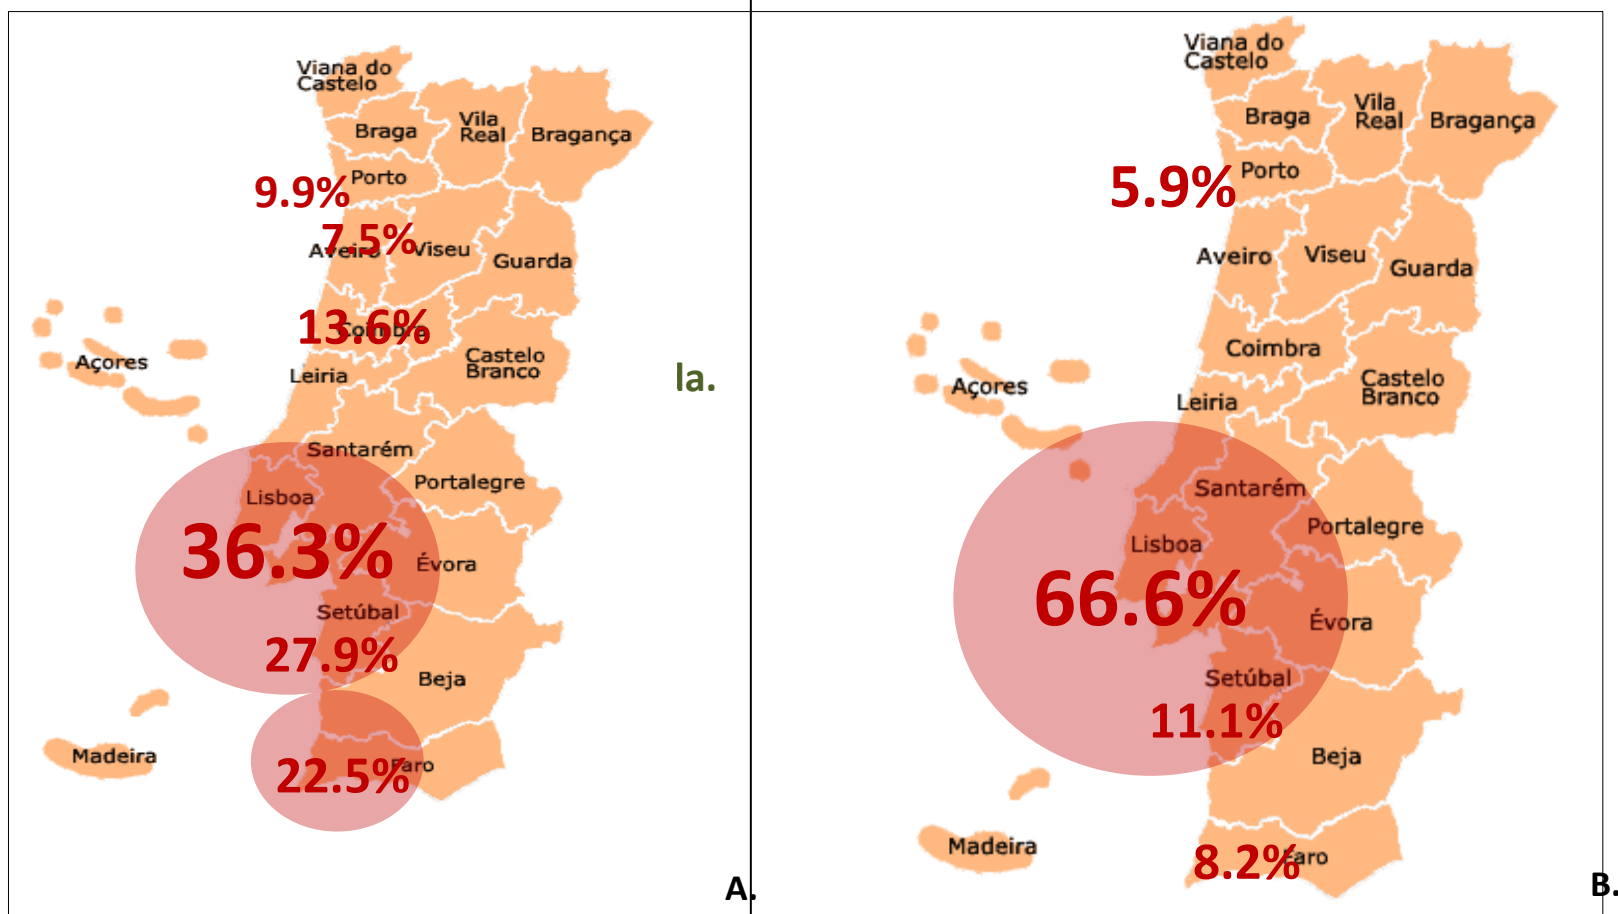 Viana do
Castelo
Braga
Vila
Real
Bragança
Porto
9.9%
7.5%
Aveiro
Viseu
Guarda
13.6%
Coimbra
Castelo
Branco
Açores
Leiria
Santarém
Portalegre
Lisboa
36.3%
Évora
Setúbal
27.9%
Beja
Madeira
22.5%
Faro
A.
la.
Viana do
Castelo
Braga
Vila
Real
Bragança
Porto
5.9%
Aveiro
Viseu
Guarda
Coimbra
Castelo
Branco
Açores
Leiria
Santarém
Portalegre
Lisboa
66.6%
Évora
Setúbal
11.1%
Beja
Madeira
8.2%
Faro
B.